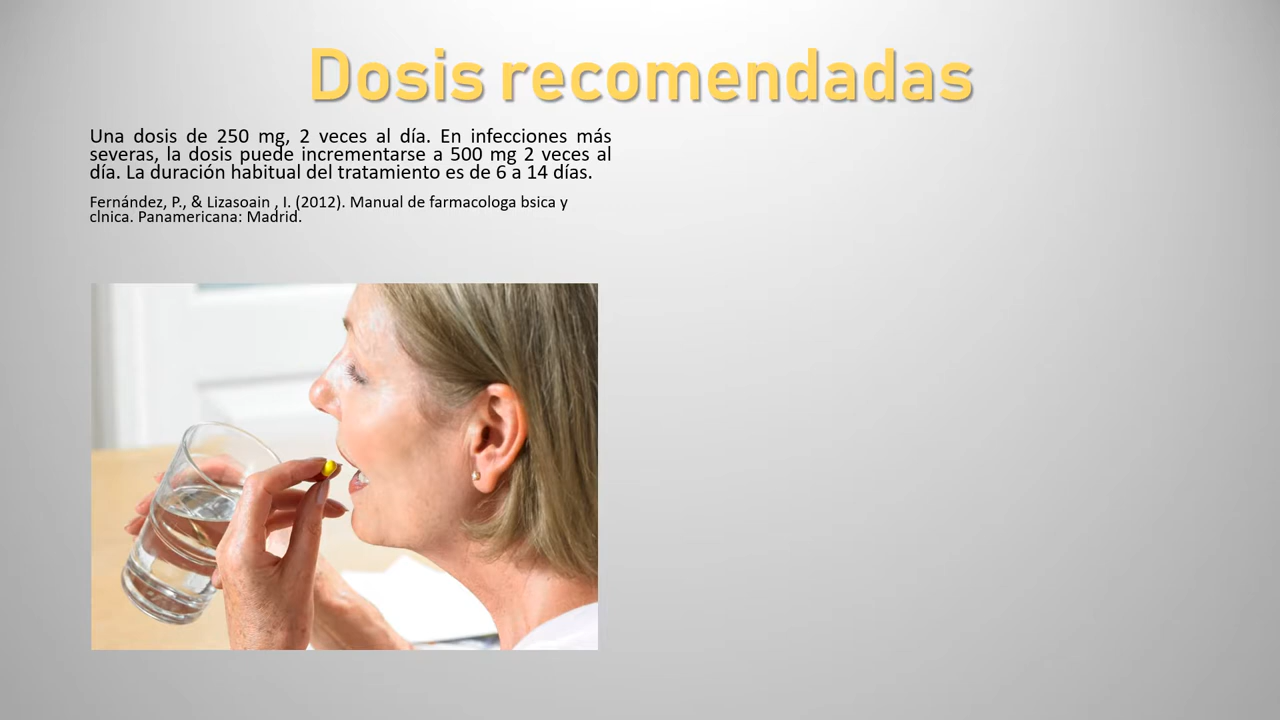 Dosis recomendadas
Una dosis de 250 mg, 2 veces al día. En infecciones más
severas, la dosis puede incrementarse a 500 mg 2 veces al
día. La duración habitual del tratamiento es de 6 a 14 días.
Fernández, P., & Lizasoain , I. (2012). Manual de farmacologa bsica y
clnica. Panamericana: Madrid.